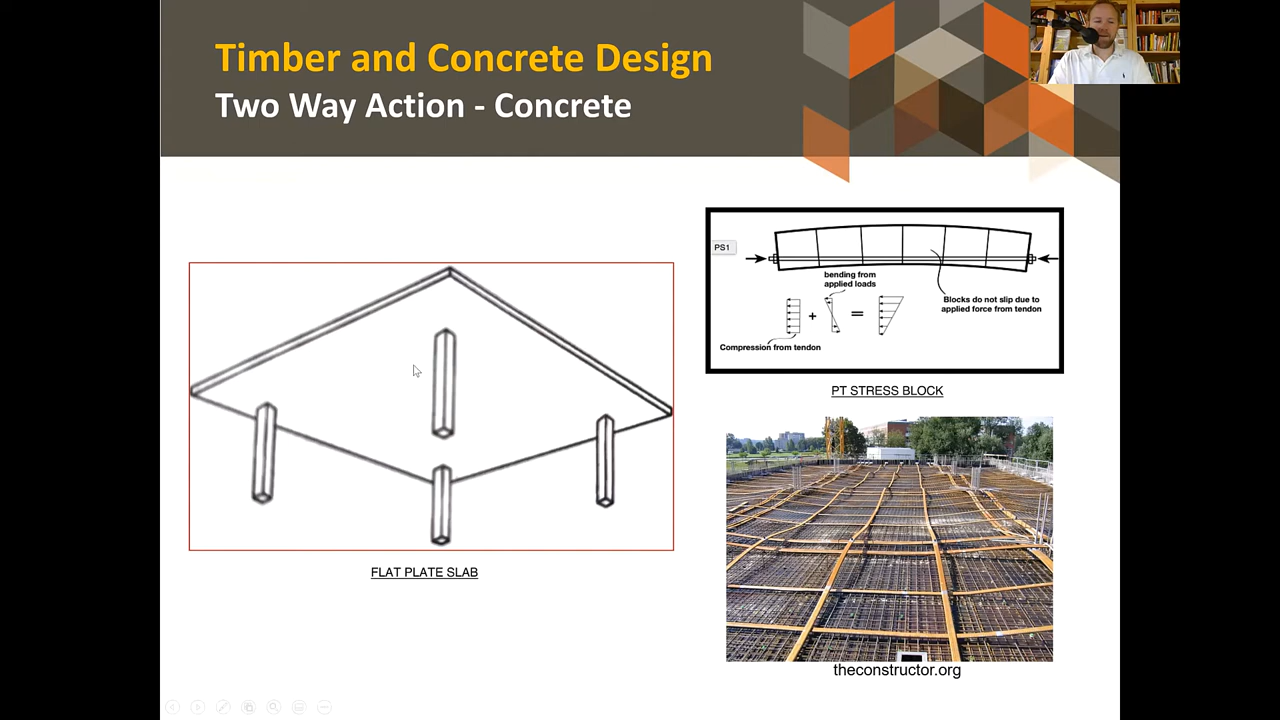 Timber and Concrete Design
Two Way Action - Concrete
PS1
bending from
applied loads
Blocks do not slip due to
applied force from tendon
+
=
Compression from tendon
PT STRESS BLOCK
FLAT PLATE SLAB
theconstructor.org